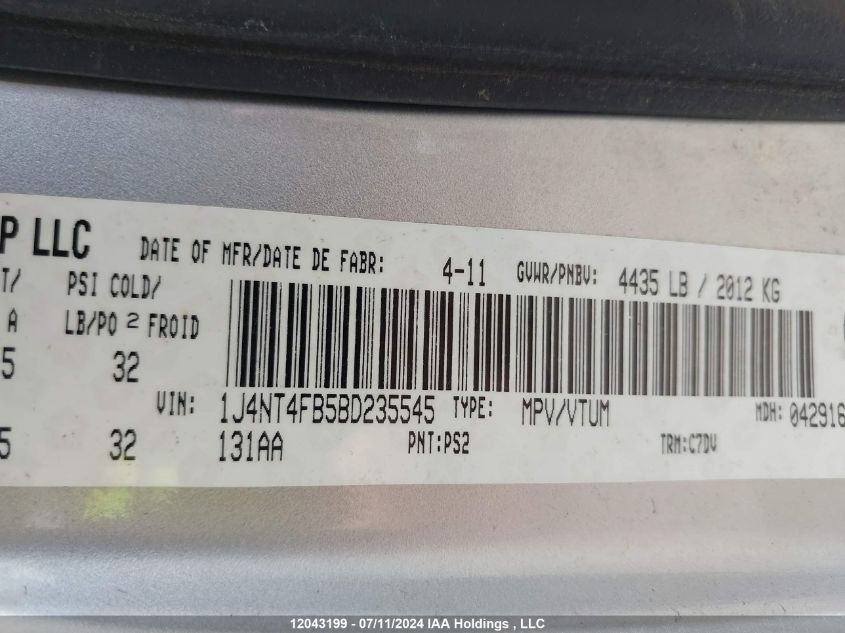 P LLC DATE OF MFR/DATE DE FABR: 4-11 GVWR/PNBV: 4435 LB / 2012 KG
T/ PSI COLD/
A LB/PO 2 FROID
5 32
VIN: 1J4NT4FB5BD235545 TYPE: MPV/VTUM MDH: 042916
5 32 131AA PNT:PS2 TRM:C7DV
12043199 - 07/11/2024 IAA Holdings , LLC